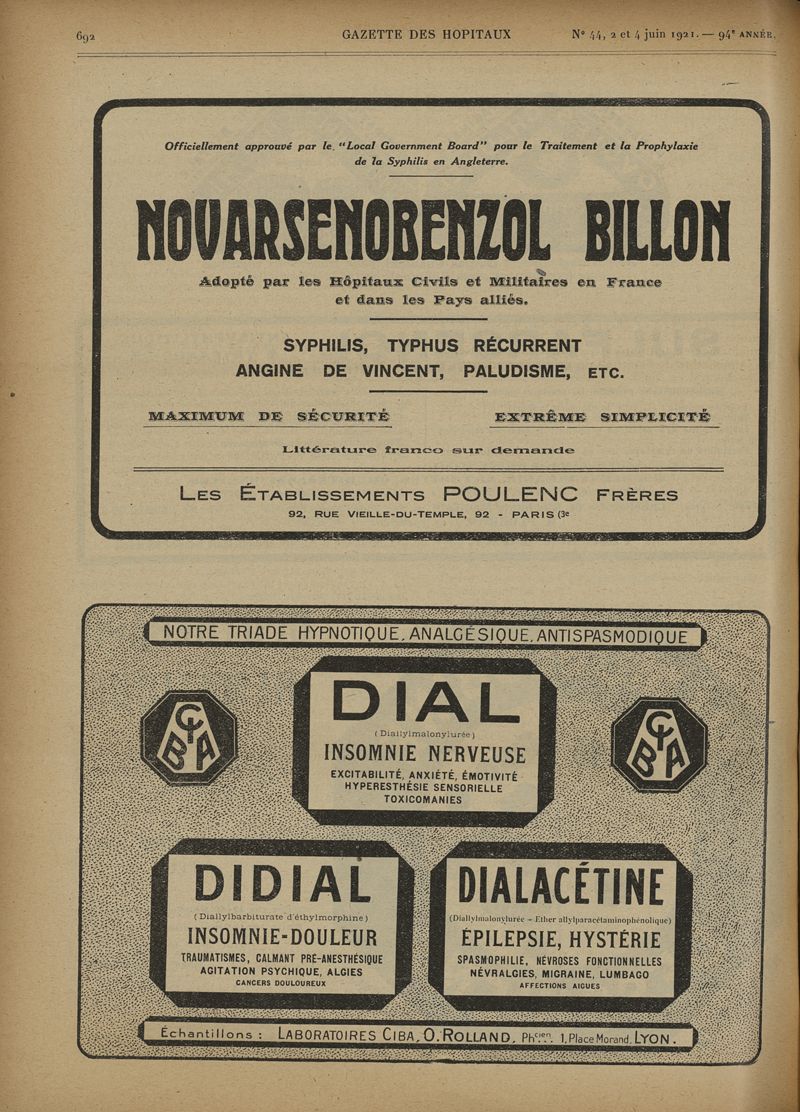 692
GAZETTE DES HOPITAUX
Nº 44, 2 et 4 juin 1921. — 94e ANNÉE.
Officiellement approuvé par le "Local Government Board" pour le Traitement et la Prophylaxie
de la Syphilis en Angleterre.
NOVARSENOBENZOL BILLON
Adopté par les Hôpitaux Civils et Militaires en France
et dans les Pays alliés.
SYPHILIS, TYPHUS RÉCURRENT
ANGINE DE VINCENT, PALUDISME, ETC.
MAXIMUM DE SÉCURITÉ
EXTRÊME SIMPLICITÉ
Littérature franco sur demande
LES ÉTABLISSEMENTS POULENC FRÈRES
92, RUE VIEILLE-DU-TEMPLE, 92 - PARIS (3e
NOTRE TRIADE HYPNOTIQUE, ANALGÉSIQUE, ANTISPASMODIQUE
CIBA
DIAL
(Diallylmalonylurée)
INSOMNIE NERVEUSE
EXCITABILITÉ, ANXIÉTÉ, ÉMOTIVITÉ
HYPERESTHÉSIE SENSORIELLE
TOXICOMANIES
CIBA
DIDIAL
(Diallylbarbiturate d'éthylmorphine)
INSOMNIE-DOULEUR
TRAUMATISMES, CALMANT PRÉ-ANESTHÉSIQUE
AGITATION PSYCHIQUE, ALGIES
CANCERS DOULOUREUX
DIALACÉTINE
(Diallylmalonylurée - Ether allylparacétaminophénolique)
ÉPILEPSIE, HYSTÉRIE
SPASMOPHILIE, NÉVROSES FONCTIONNELLES
NÉVRALGIES, MIGRAINE, LUMBAGO
AFFECTIONS AIGUES
Échantillons : LABORATOIRES CIBA, O. ROLLAND, Phcien, 1, Place Morand, LYON.